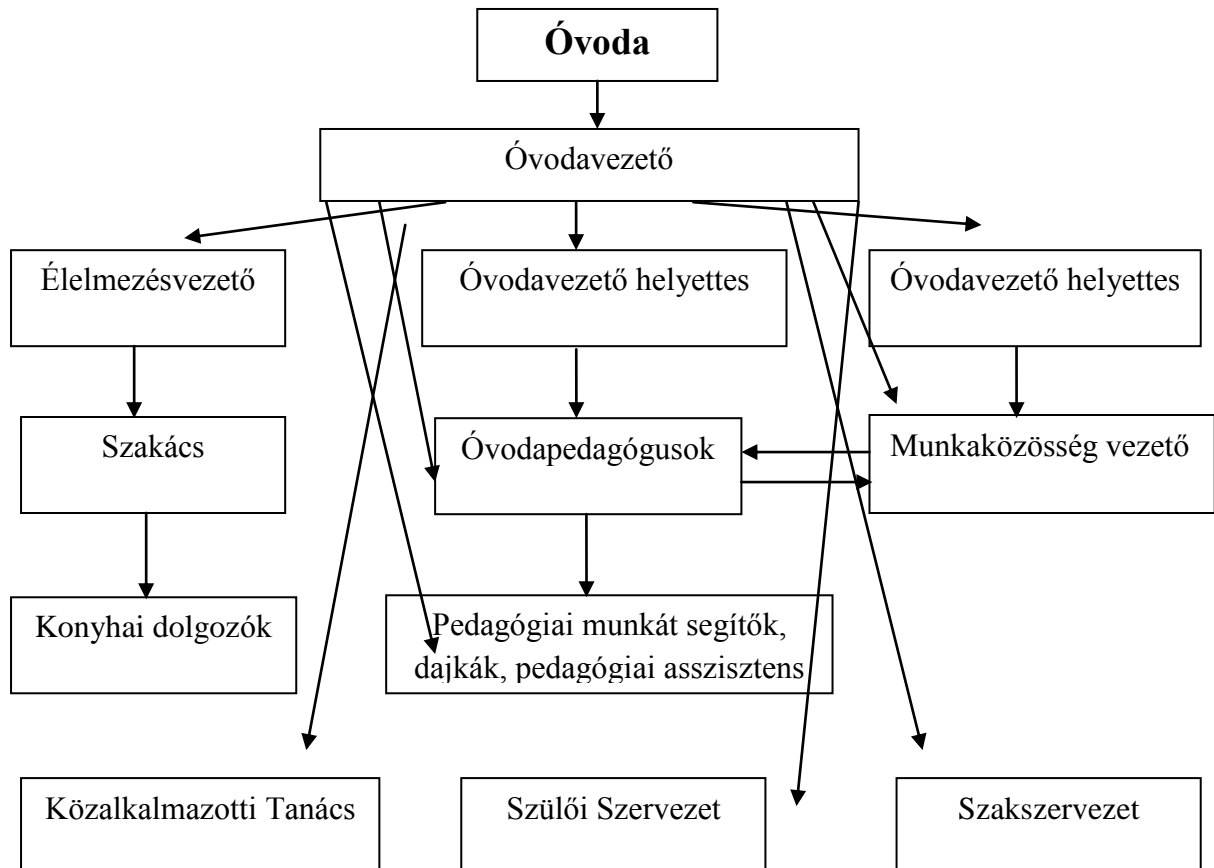 Óvoda
Óvodavezető
Élelmezésvezető
Óvodavezető helyettes
Óvodavezető helyettes
Szakács
Óvodapedagógusok
Munkaközösség vezető
Konyhai dolgozók
Pedagógiai munkát segítők,
dajkák, pedagógiai asszisztens
Közalkalmazotti Tanács
Szülői Szervezet
Szakszervezet